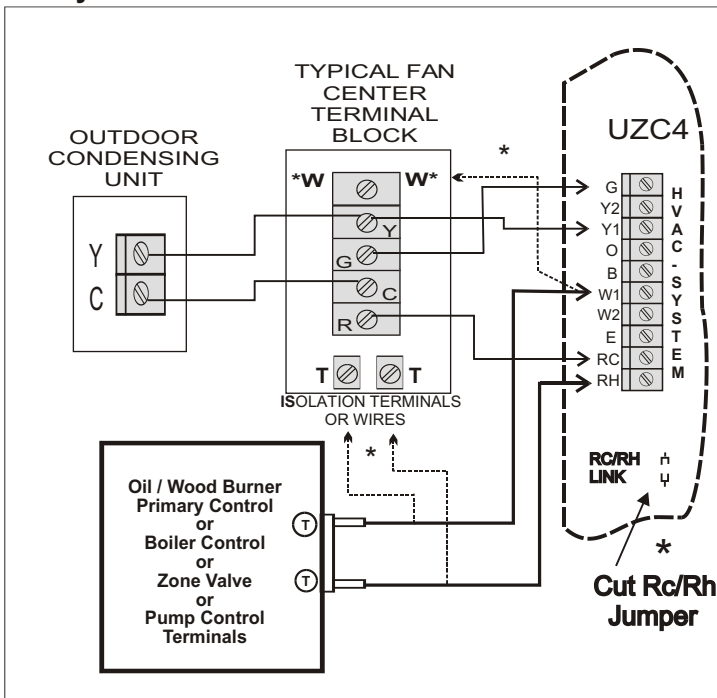 OUTDOOR
CONDENSING
UNIT
Y
C
TYPICAL FAN
CENTER
TERMINAL
BLOCK
*W
W*
Y
G
C
R
T
T
ISOLATION TERMINALS
OR WIRES
*
*
UZC4
G
Y2
Y1
O
B
W1
W2
E
RC
RH
HVAC-SYSTEM
RC/RH
LINK
*
Cut Rc/Rh
Jumper
Oil / Wood Burner
Primary Control
or
Boiler Control
or
Zone Valve
or
Pump Control
Terminals
T
T